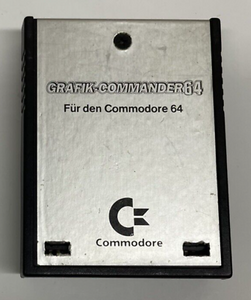 GRAFIK-COMMANDER64
Für den Commodore 64
Commodore